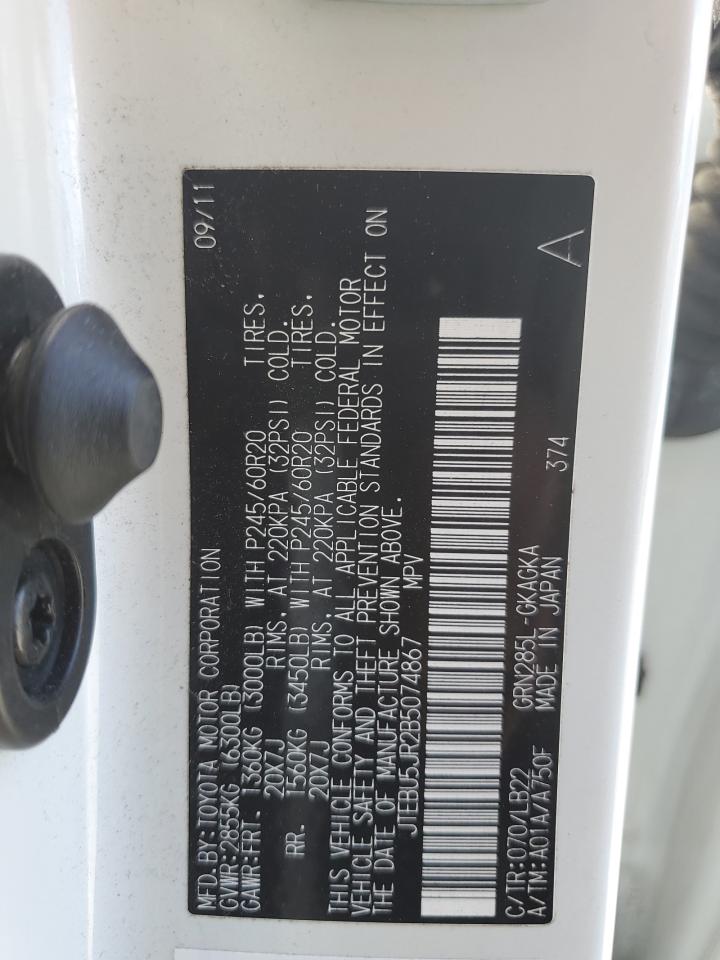 MFD.BY:TOYOTA MOTOR CORPORATION 09/11
GVWR:2855KG (6300LB)
GAWR:FRT. 1360KG (3000LB) WITH P245/60R20 TIRES,
20X7J RIMS, AT 220KPA (32PSI) COLD.
RR. 1560KG (3450LB) WITH P245/60R20 TIRES,
20X7J RIMS, AT 220KPA (32PSI) COLD.
THIS VEHICLE CONFORMS TO ALL APPLICABLE FEDERAL MOTOR
VEHICLE SAFETY AND THEFT PREVENTION STANDARDS IN EFFECT ON
THE DATE OF MANUFACTURE SHOWN ABOVE.
JTEBU5JR2B5074867 MPV
C/TR:070/LB22 GRN285L-GKAGKA 374 A
A/TM:A01A/A750F MADE IN JAPAN